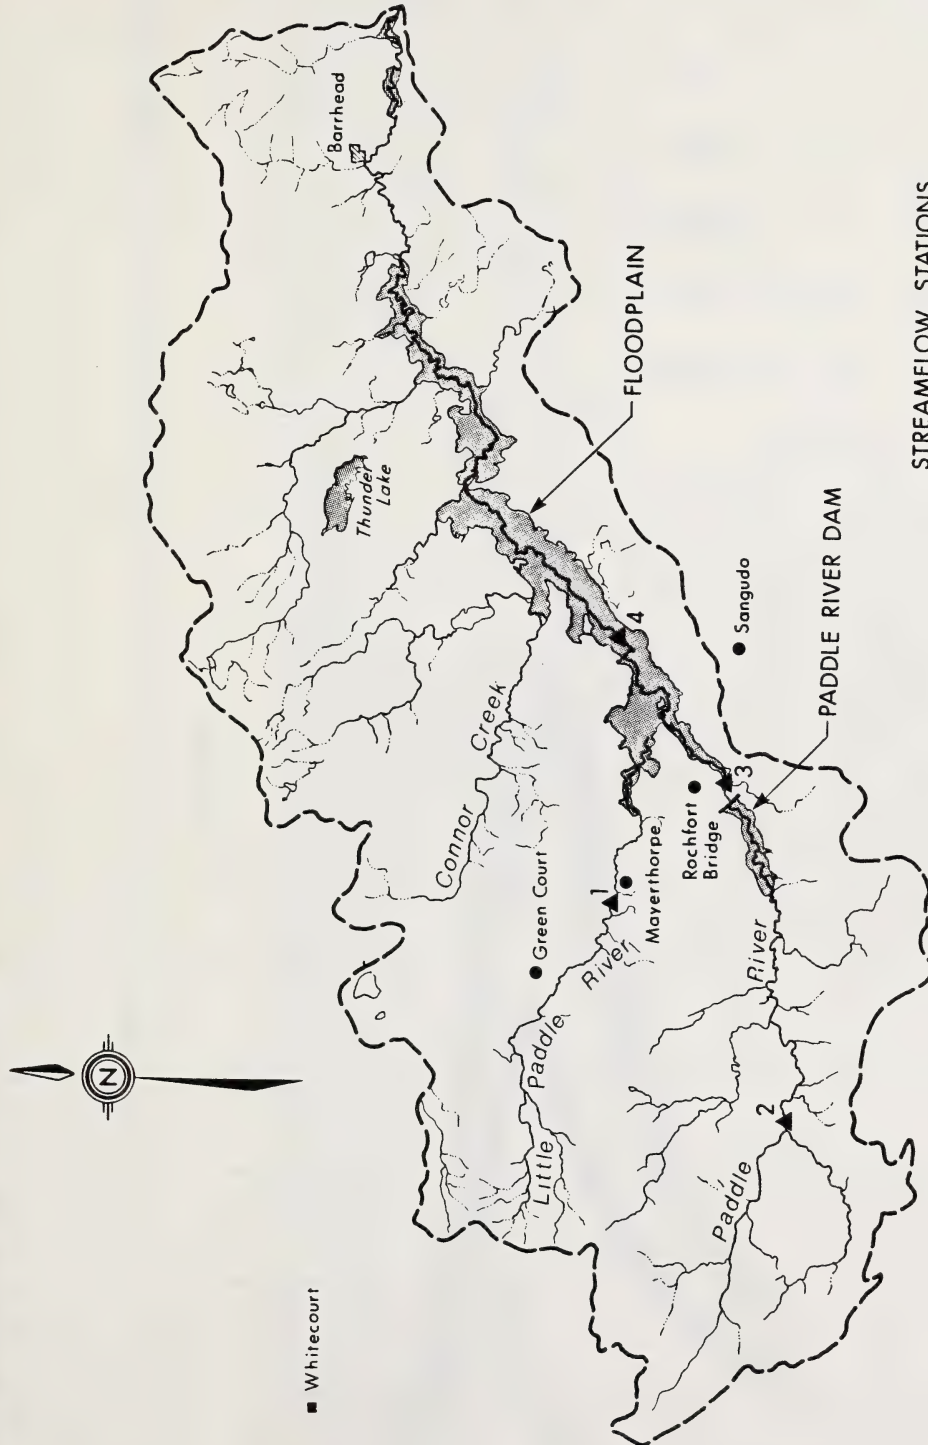 N
Whitecourt
Barrhead
Thunder
Lake
Connor Creek
Green Court
Little Paddle River
1
Mayerthorpe
Rochfort
Bridge
3
4
FLOODPLAIN
Sangudo
PADDLE RIVER DAM
Paddle River
2
STREAMFLOW STATIONS